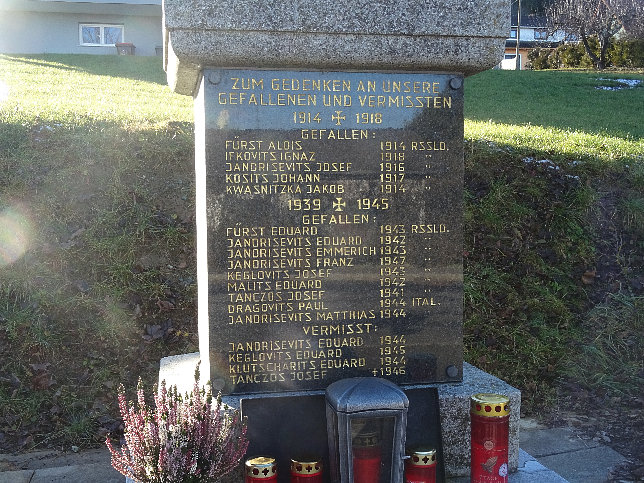 ZUM GEDENKEN AN UNSERE
GEFALLENEN UND VERMISSTEN
1914 ✠ 1918
GEFALLEN:
FÜRST ALOIS 1914 RSSLD.
IFKOVITS IGNAZ 1918 "
JANDRISEVITS JOSEF 1916 "
KOSITS JOHANN 1917 "
KWASNITZKA JAKOB 1914 "
1939 ✠ 1945
GEFALLEN:
FÜRST EDUARD 1943 RSSLD.
JANDRISEVITS EDUARD 1942 "
JANDRISEVITS EMMERICH 1943 "
JANDRISEVITS FRANZ 1947 "
KEGLOVITS JOSEF 1943 "
MALITS EDUARD 1942 "
TANCZOS JOSEF 1941 "
DRAGOVITS PAUL 1944 ITAL.
JANDRISEVITS MATTHIAS 1944 "
VERMISST:
JANDRISEVITS EDUARD 1944 "
KEGLOVITS EDUARD 1945 "
KLUTSCHARITS EDUARD 1944 "
TANCZOS JOSEF +1946 "